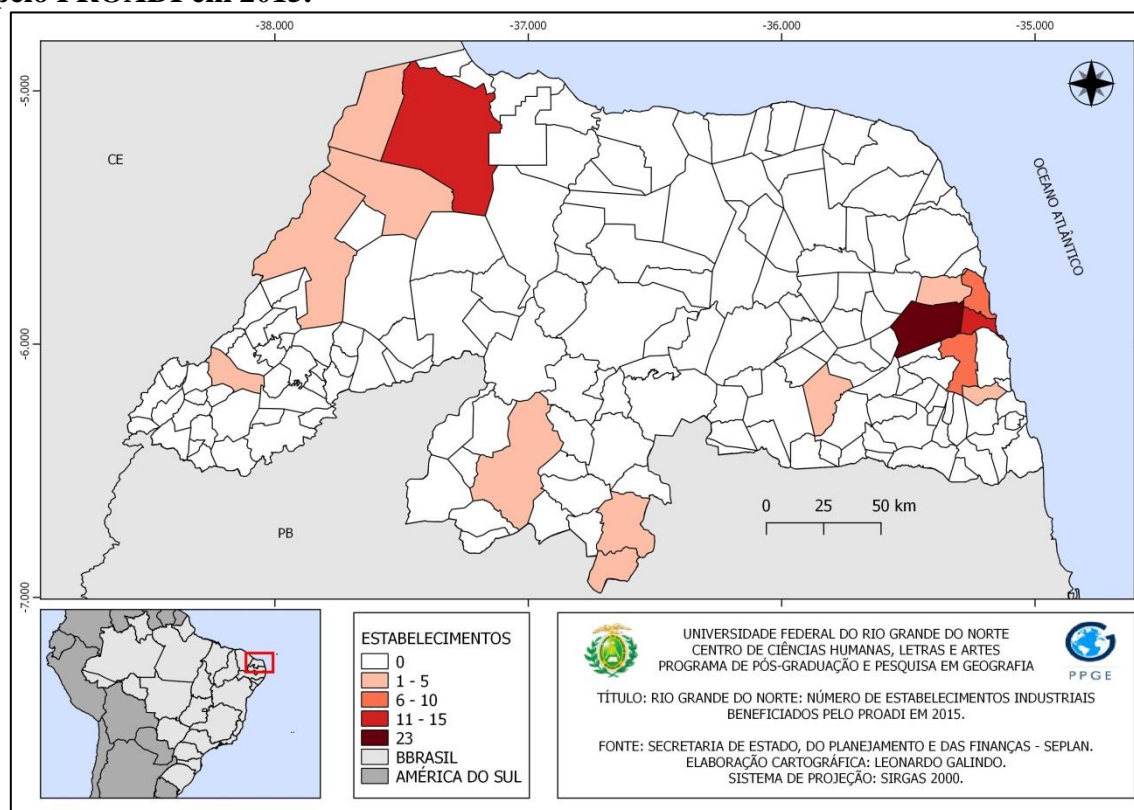 pelo PROADI em 2015.
-38.000 -37.000 -36.000 -35.000
-5.000
-6.000
-7.000
CE
PB
OCEANO ATLÂNTICO
0 25 50 km
ESTABELECIMENTOS
0
1 - 5
6 - 10
11 - 15
23
BBRASIL
AMÉRICA DO SUL
UNIVERSIDADE FEDERAL DO RIO GRANDE DO NORTE
CENTRO DE CIÊNCIAS HUMANAS, LETRAS E ARTES
PROGRAMA DE PÓS-GRADUAÇÃO E PESQUISA EM GEOGRAFIA
PPGE
TÍTULO: RIO GRANDE DO NORTE: NÚMERO DE ESTABELECIMENTOS INDUSTRIAIS
BENEFICIADOS PELO PROADI EM 2015.
FONTE: SECRETARIA DE ESTADO, DO PLANEJAMENTO E DAS FINANÇAS - SEPLAN.
ELABORAÇÃO CARTOGRÁFICA: LEONARDO GALINDO.
SISTEMA DE PROJEÇÃO: SIRGAS 2000.